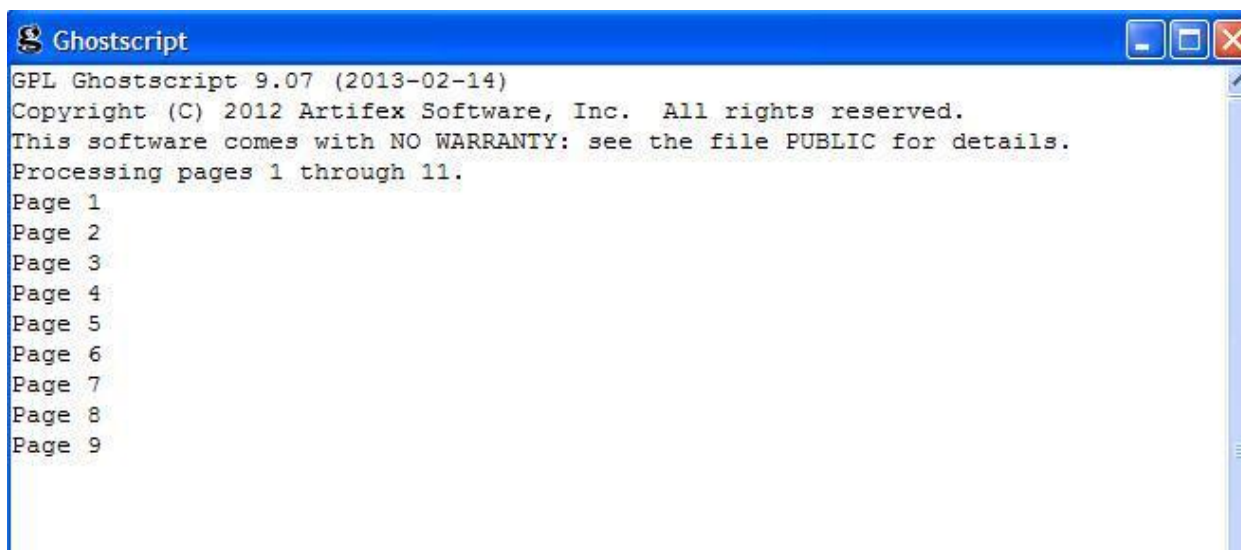 Ghostscript
GPL Ghostscript 9.07 (2013-02-14)
Copyright (C) 2012 Artifex Software, Inc.  All rights reserved.
This software comes with NO WARRANTY: see the file PUBLIC for details.
Processing pages 1 through 11.
Page 1
Page 2
Page 3
Page 4
Page 5
Page 6
Page 7
Page 8
Page 9